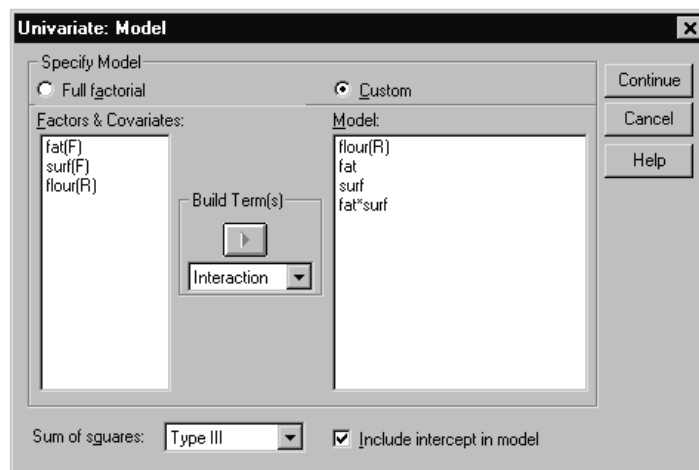 Univariate: Model
Specify Model
Full factorial
Custom
Continue
Cancel
Help
Factors & Covariates:
fat(F)
surf(F)
flour(R)
Build Term(s)
Interaction
Model:
flour(R)
fat
surf
fat*surf
Sum of squares:
Type III
Include intercept in model